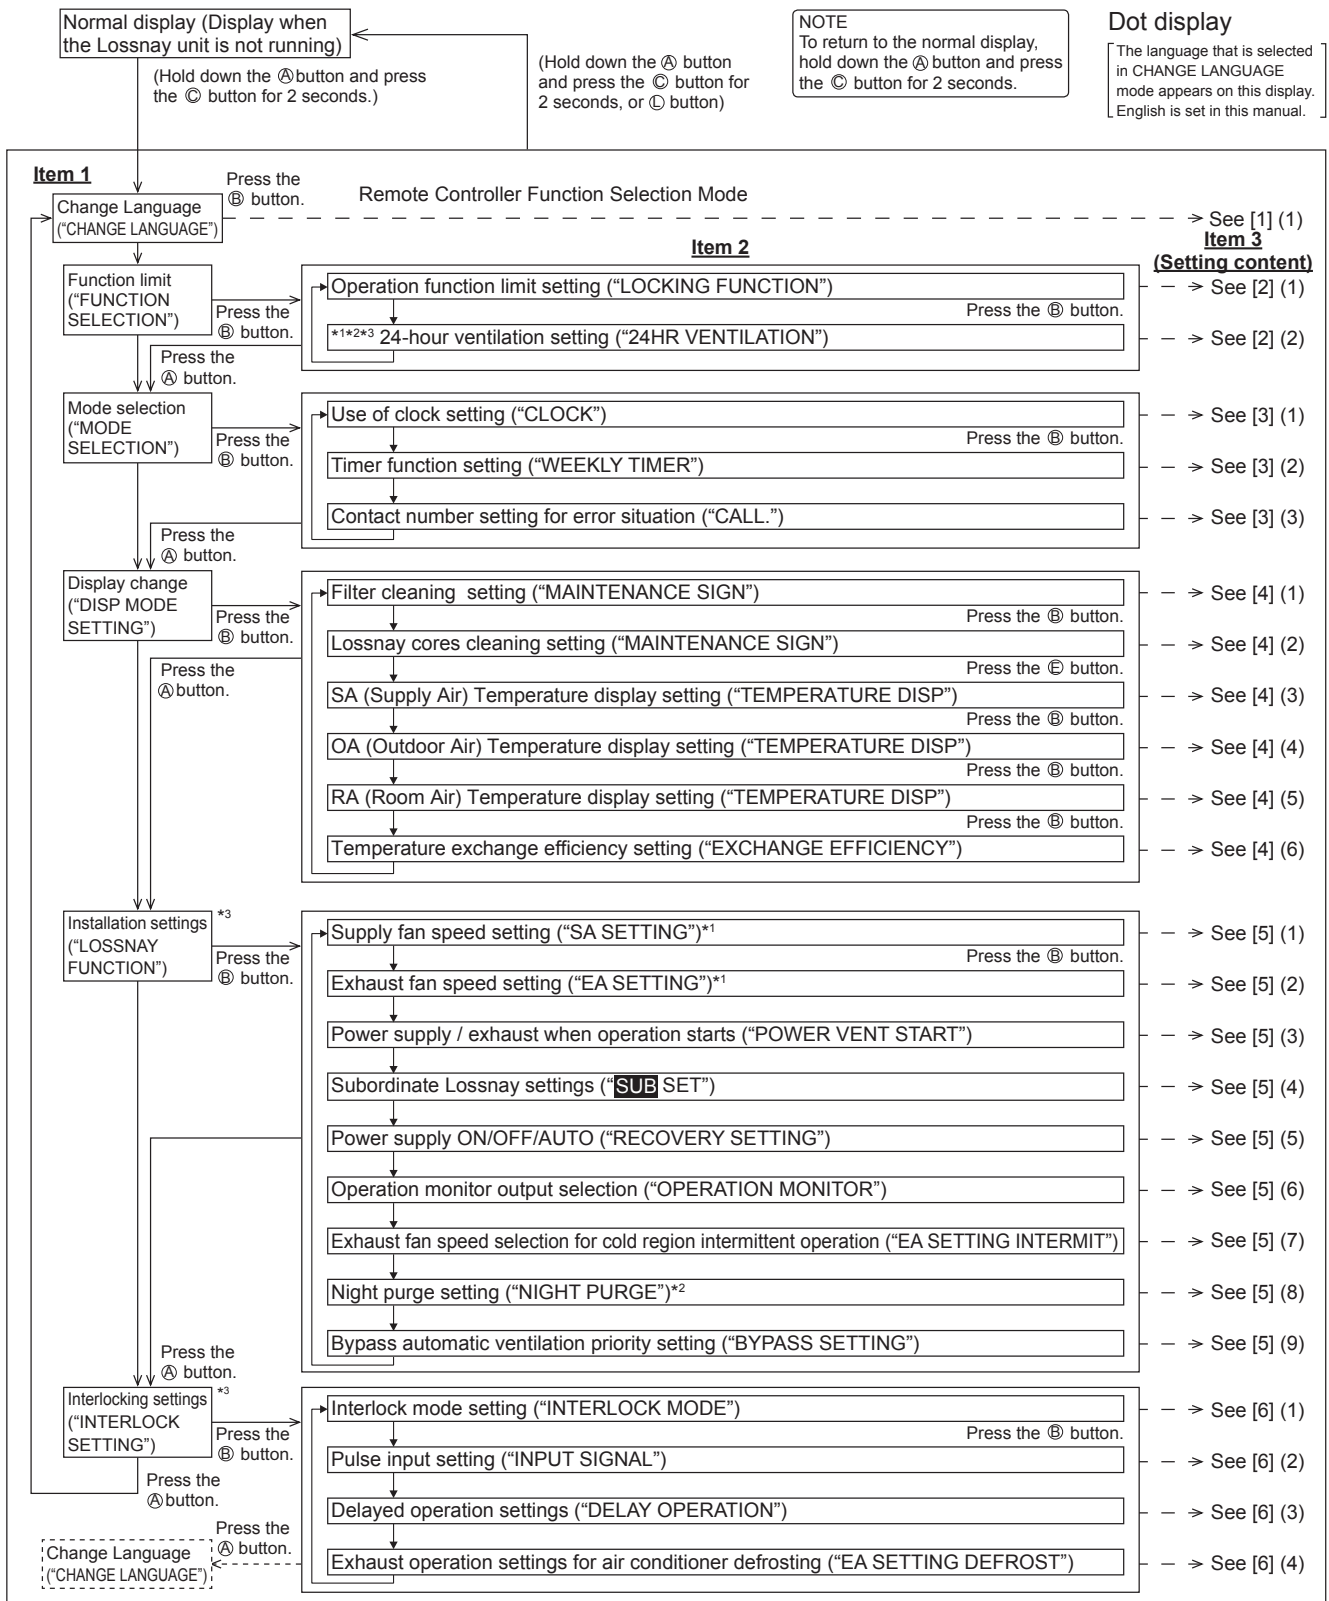 Normal display (Display when
the Lossnay unit is not running)
(Hold down the Ⓐ button and press
the Ⓒ button for 2 seconds.)
(Hold down the Ⓐ button
and press the Ⓒ button for
2 seconds, or Ⓛ button)
NOTE
To return to the normal display,
hold down the Ⓐ button and press
the Ⓒ button for 2 seconds.
Dot display
The language that is selected
in CHANGE LANGUAGE
mode appears on this display.
English is set in this manual.
Item 1
Press the
Ⓑ button.
Remote Controller Function Selection Mode
Change Language
(“CHANGE LANGUAGE”)
See [1] (1)
Item 2
Item 3
(Setting content)
Function limit
(“FUNCTION
SELECTION”)
Press the
Ⓑ button.
Operation function limit setting (“LOCKING FUNCTION”)
See [2] (1)
Press the Ⓑ button.
*1*2*3 24-hour ventilation setting (“24HR VENTILATION”)
See [2] (2)
Press the
Ⓐ button.
Mode selection
(“MODE
SELECTION”)
Press the
Ⓑ button.
Use of clock setting (“CLOCK”)
See [3] (1)
Press the Ⓑ button.
Timer function setting (“WEEKLY TIMER”)
See [3] (2)
Contact number setting for error situation (“CALL.”)
See [3] (3)
Press the
Ⓐ button.
Display change
(“DISP MODE
SETTING”)
Press the
Ⓑ button.
Filter cleaning setting (“MAINTENANCE SIGN”)
See [4] (1)
Press the Ⓑ button.
Lossnay cores cleaning setting (“MAINTENANCE SIGN”)
See [4] (2)
Press the Ⓔ button.
Press the
Ⓐ button.
SA (Supply Air) Temperature display setting (“TEMPERATURE DISP”)
See [4] (3)
Press the Ⓑ button.
OA (Outdoor Air) Temperature display setting (“TEMPERATURE DISP”)
See [4] (4)
Press the Ⓑ button.
RA (Room Air) Temperature display setting (“TEMPERATURE DISP”)
See [4] (5)
Press the Ⓑ button.
Temperature exchange efficiency setting (“EXCHANGE EFFICIENCY”)
See [4] (6)
Installation settings *3
(“LOSSNAY
FUNCTION”)
Press the
Ⓑ button.
Supply fan speed setting (“SA SETTING”)*1
See [5] (1)
Press the Ⓑ button.
Exhaust fan speed setting (“EA SETTING”)*1
See [5] (2)
Power supply / exhaust when operation starts (“POWER VENT START”)
See [5] (3)
Subordinate Lossnay settings (“SUB SET”)
See [5] (4)
Power supply ON/OFF/AUTO (“RECOVERY SETTING”)
See [5] (5)
Operation monitor output selection (“OPERATION MONITOR”)
See [5] (6)
Exhaust fan speed selection for cold region intermittent operation (“EA SETTING INTERMIT”)
See [5] (7)
Night purge setting (“NIGHT PURGE”)*2
See [5] (8)
Bypass automatic ventilation priority setting (“BYPASS SETTING”)
See [5] (9)
Press the
Ⓐ button.
Interlocking settings *3
(“INTERLOCK
SETTING”)
Press the
Ⓑ button.
Interlock mode setting (“INTERLOCK MODE”)
See [6] (1)
Press the Ⓑ button.
Pulse input setting (“INPUT SIGNAL”)
See [6] (2)
Press the
Ⓐ button.
Delayed operation settings (“DELAY OPERATION”)
See [6] (3)
Press the
Ⓐ button.
Change Language
(“CHANGE LANGUAGE”)
Exhaust operation settings for air conditioner defrosting (“EA SETTING DEFROST”)
See [6] (4)